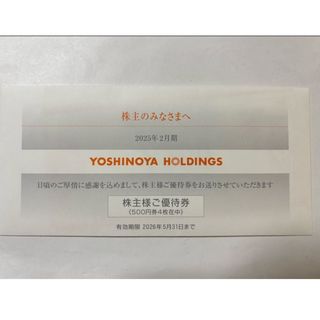 株主のみなさまへ
2025年2月期
YOSHINOYA HOLDINGS
日頃のご厚情に感謝を込めまして、株主様ご優待券をお送りさせていただきます
株主様ご優待券
(500円券4枚在中)
有効期限 2026年5月31日まで